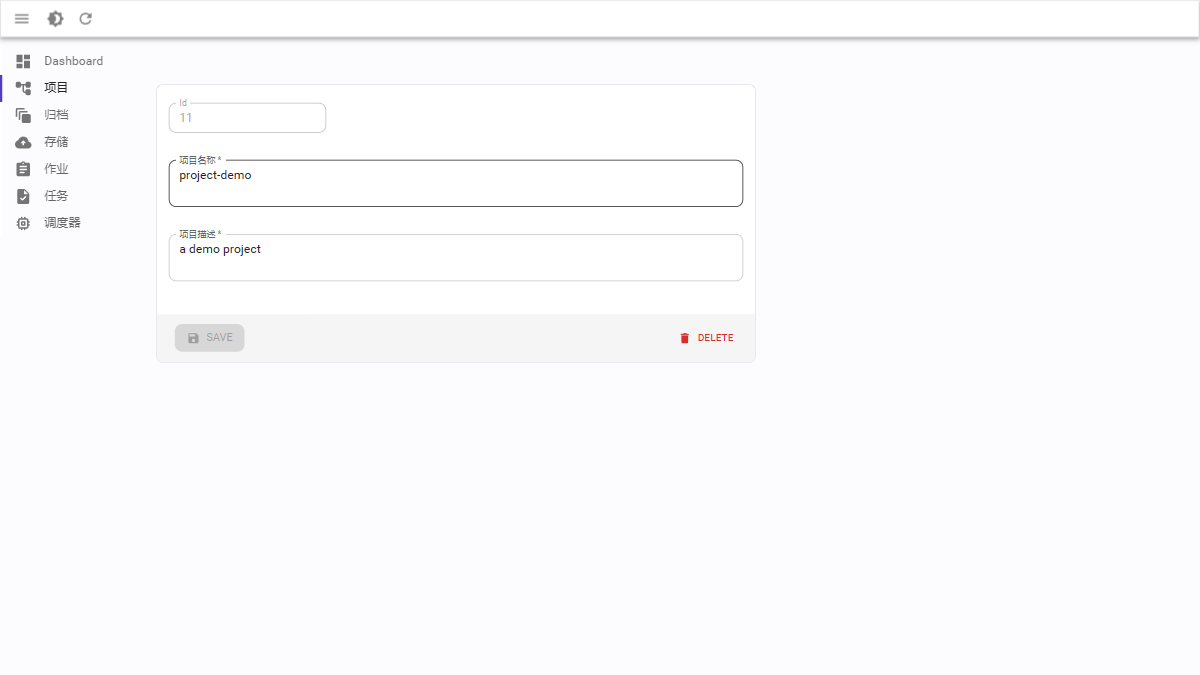 Dashboard
项目
归档
存储
作业
任务
调度器
Id
11
项目名称 *
project-demo
项目描述 *
a demo project
SAVE
DELETE